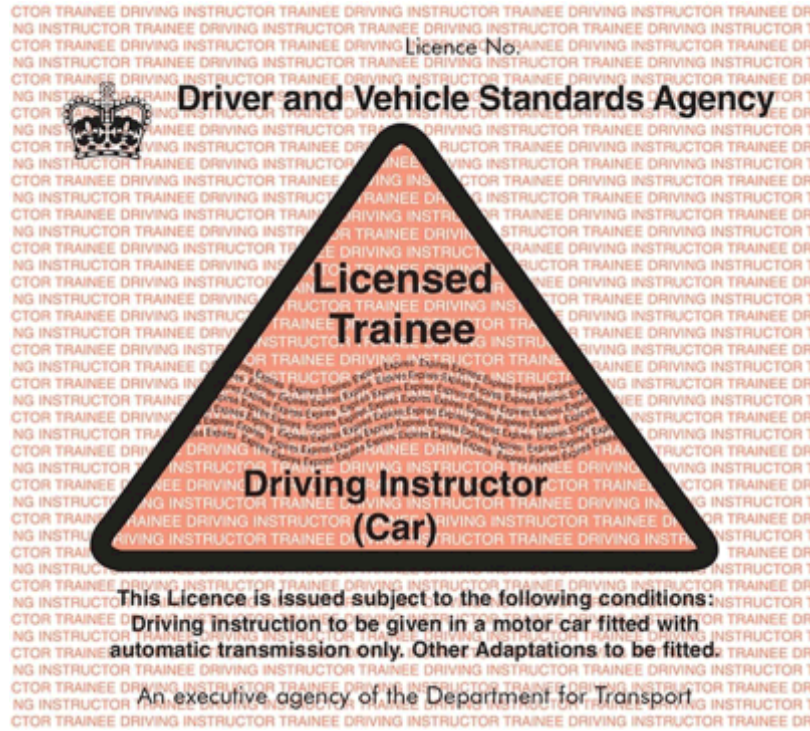 Licence No.
Driver and Vehicle Standards Agency
Licensed
Trainee
Driving Instructor
(Car)
This Licence is issued subject to the following conditions:
Driving instruction to be given in a motor car fitted with
automatic transmission only. Other Adaptations to be fitted.
An executive agency of the Department for Transport